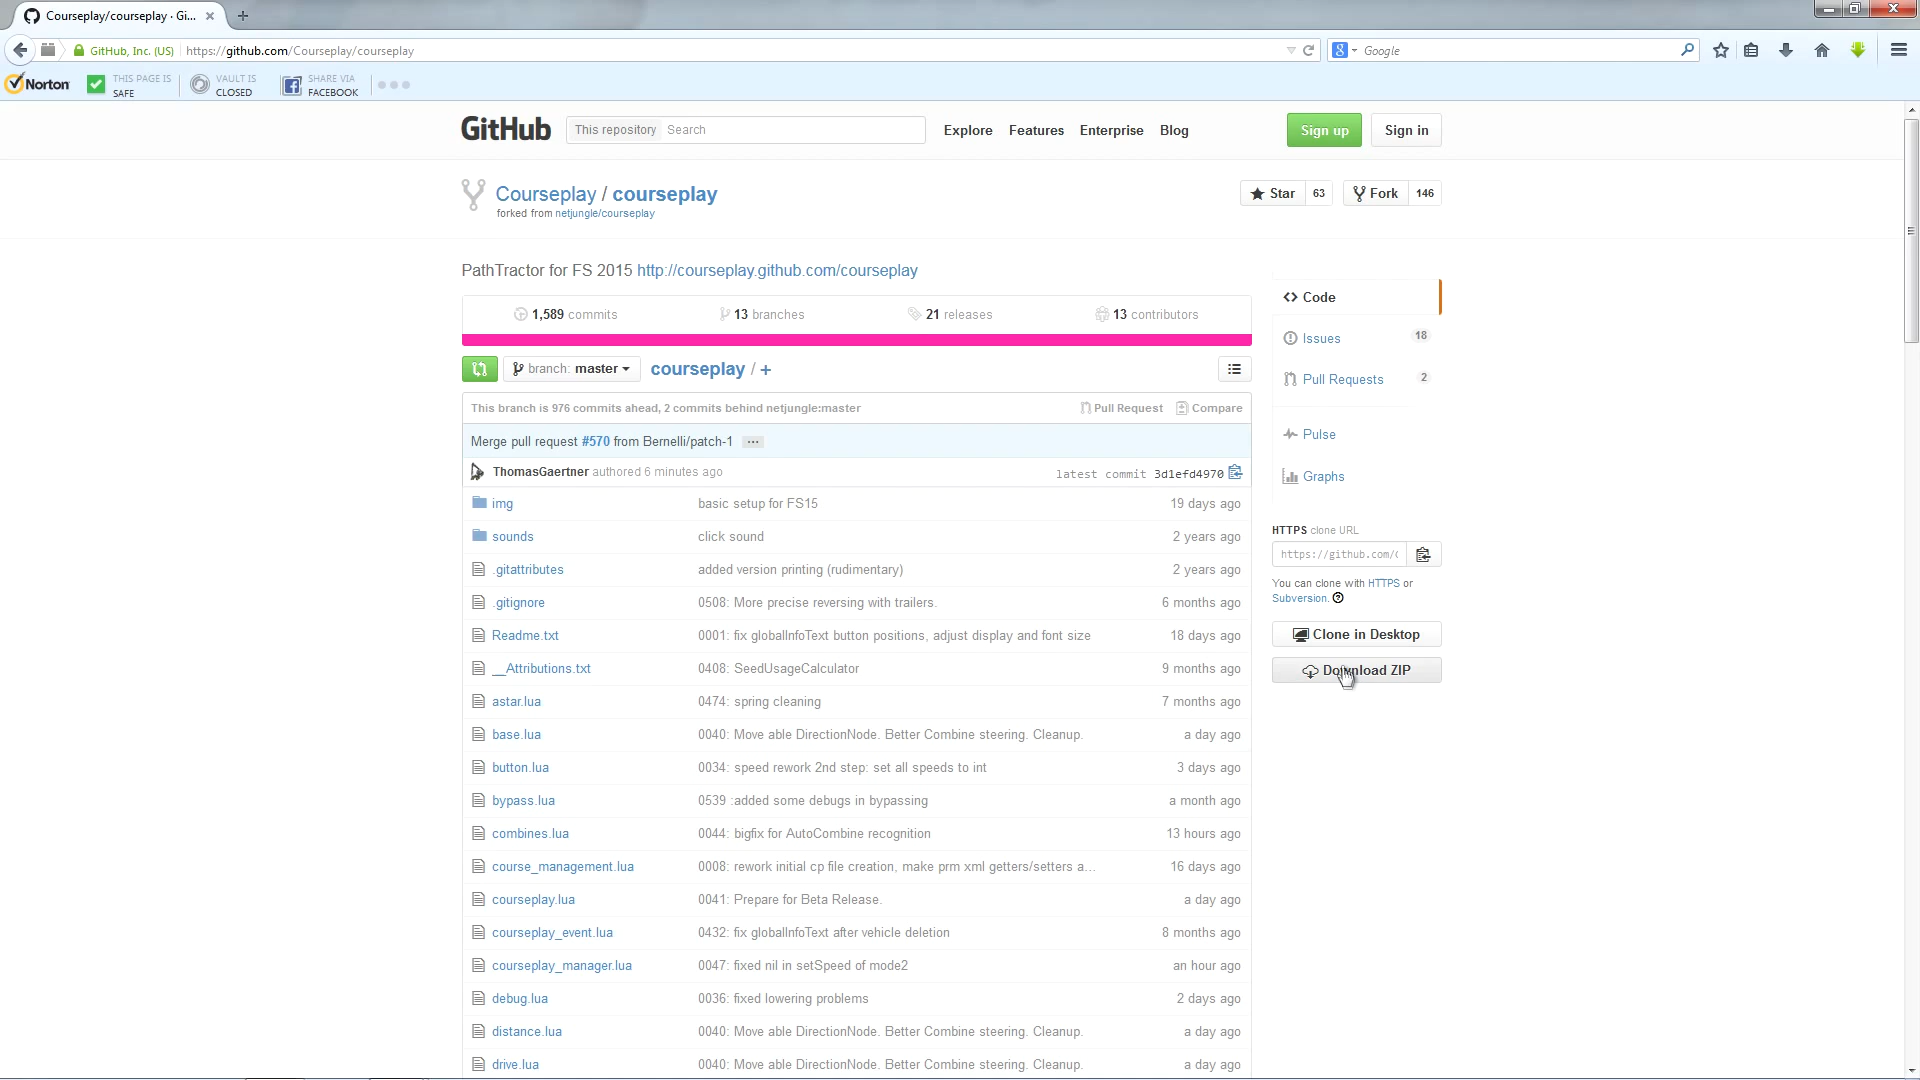 Courseplay/courseplay · Gi...
GitHub, Inc. (US) https://github.com/Courseplay/courseplay
Google
Norton
THIS PAGE IS SAFE
VAULT IS CLOSED
SHARE VIA FACEBOOK
GitHub
This repository Search
Explore Features Enterprise Blog
Sign up Sign in
Courseplay / courseplay
Star 63 Fork 146
forked from netjungle/courseplay
PathTractor for FS 2015 http://courseplay.github.com/courseplay
1,589 commits 13 branches 21 releases 13 contributors
branch: master courseplay / +
This branch is 976 commits ahead, 2 commits behind netjungle:master Pull Request Compare
Merge pull request #570 from Bernelli/patch-1 ...
ThomasGaertner authored 6 minutes ago latest commit 3d1efd4970
img basic setup for FS15 19 days ago
sounds click sound 2 years ago
.gitattributes added version printing (rudimentary) 2 years ago
.gitignore 0508: More precise reversing with trailers. 6 months ago
Readme.txt 0001: fix globalInfoText button positions, adjust display and font size 18 days ago
__Attributions.txt 0408: SeedUsageCalculator 9 months ago
astar.lua 0474: spring cleaning 7 months ago
base.lua 0040: Move able DirectionNode. Better Combine steering. Cleanup. a day ago
button.lua 0034: speed rework 2nd step: set all speeds to int 3 days ago
bypass.lua 0539 :added some debugs in bypassing a month ago
combines.lua 0044: bigfix for AutoCombine recognition 13 hours ago
course_management.lua 0008: rework initial cp file creation, make prm xml getters/setters a... 16 days ago
courseplay.lua 0041: Prepare for Beta Release. a day ago
courseplay_event.lua 0432: fix globalInfoText after vehicle deletion 8 months ago
courseplay_manager.lua 0047: fixed nil in setSpeed of mode2 an hour ago
debug.lua 0036: fixed lowering problems 2 days ago
distance.lua 0040: Move able DirectionNode. Better Combine steering. Cleanup. a day ago
drive.lua 0040: Move able DirectionNode. Better Combine steering. Cleanup. a day ago
Code
Issues 18
Pull Requests 2
Pulse
Graphs
HTTPS clone URL
https://github.com/(
You can clone with HTTPS or
Subversion.
Clone in Desktop
Download ZIP